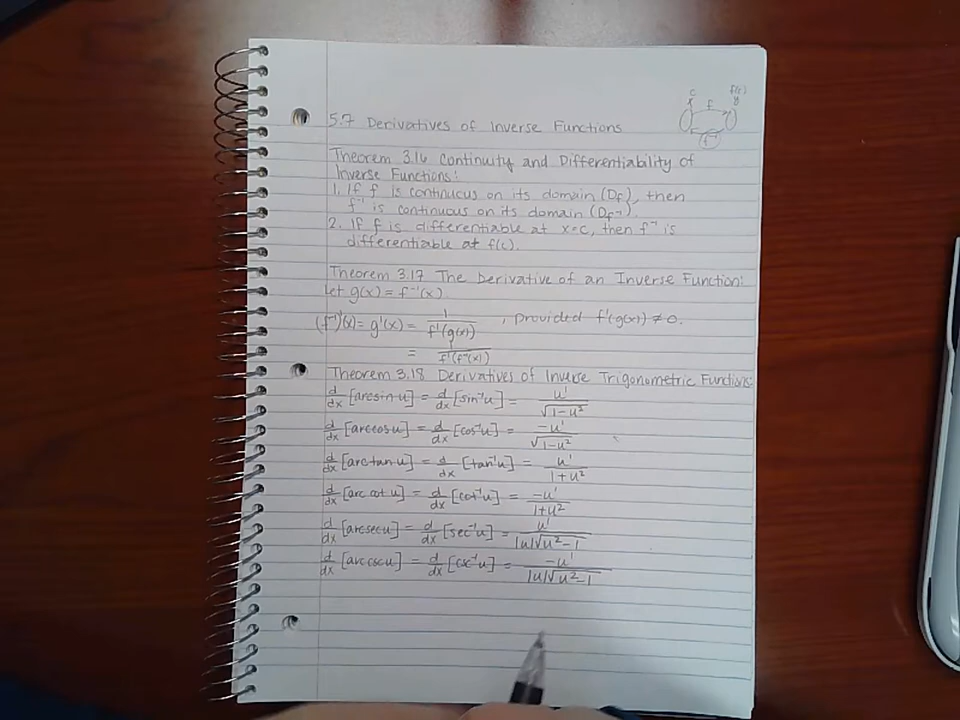 c f(c)
x f y
f⁻¹
5.7 Derivatives of Inverse Functions
Theorem 3.16 Continuity and Differentiability of
Inverse Functions:
1. If f is continuous on its domain (Df), then
f⁻¹ is continuous on its domain (Df⁻¹).
2. If f is differentiable at x=c, then f⁻¹ is
differentiable at f(c).
Theorem 3.17 The Derivative of an Inverse Function:
Let g(x) = f⁻¹(x)
(f⁻¹)'(x) = g'(x) = 1/f'(g(x)), provided f'(g(x)) ≠ 0.
= 1/f'(f⁻¹(x))
Theorem 3.18 Derivatives of Inverse Trigonometric Functions:
d/dx [arcsin u] = d/dx [sin⁻¹u] = u'/√(1-u²)
d/dx [arccos u] = d/dx [cos⁻¹u] = -u'/√(1-u²)
d/dx [arctan u] = d/dx [tan⁻¹u] = u'/(1+u²)
d/dx [arc cot u] = d/dx [cot⁻¹u] = -u'/(1+u²)
d/dx [arcsec u] = d/dx [sec⁻¹u] = u'/(|u|√(u²-1))
d/dx [arc csc u] = d/dx [csc⁻¹u] = -u'/(|u|√(u²-1))